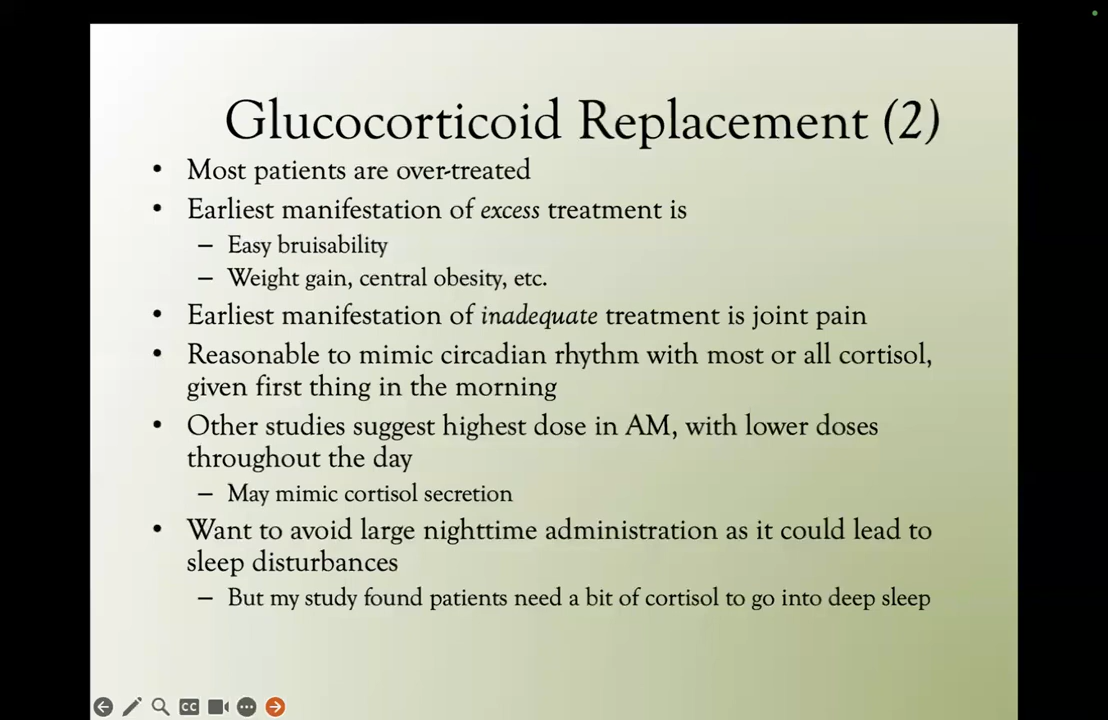 Glucocorticoid Replacement (2)
• Most patients are over-treated
• Earliest manifestation of excess treatment is
– Easy bruisability
– Weight gain, central obesity, etc.
• Earliest manifestation of inadequate treatment is joint pain
• Reasonable to mimic circadian rhythm with most or all cortisol,
given first thing in the morning
• Other studies suggest highest dose in AM, with lower doses
throughout the day
– May mimic cortisol secretion
• Want to avoid large nighttime administration as it could lead to
sleep disturbances
– But my study found patients need a bit of cortisol to go into deep sleep
CC